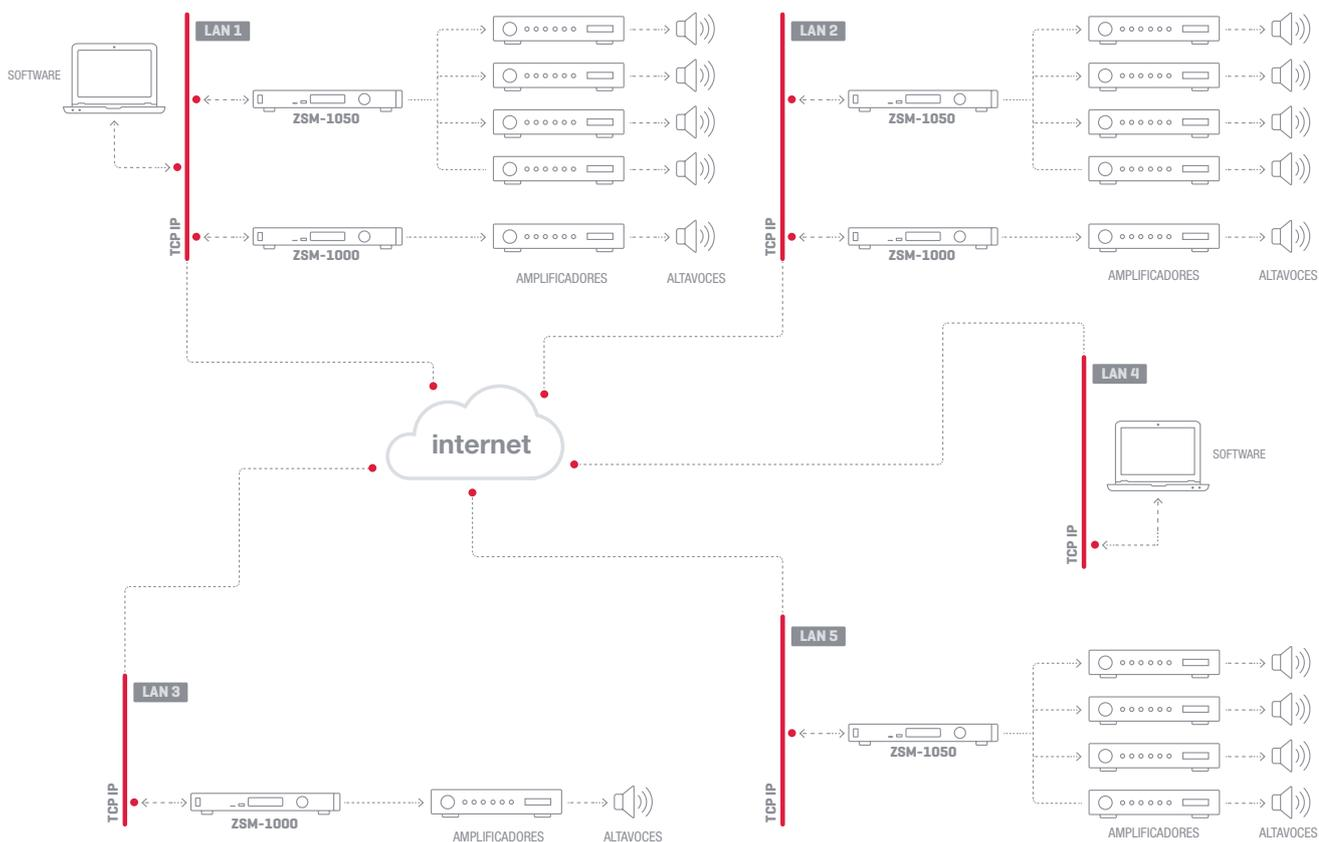 LAN 1
SOFTWARE
ZSM-1050
TCP IP
ZSM-1000
AMPLIFICADORES
ALTAVOCES
LAN 2
ZSM-1050
TCP IP
ZSM-1000
AMPLIFICADORES
ALTAVOCES
internet
LAN 4
SOFTWARE
TCP IP
LAN 3
TCP IP
ZSM-1000
AMPLIFICADORES
ALTAVOCES
LAN 5
ZSM-1050
TCP IP
AMPLIFICADORES
ALTAVOCES